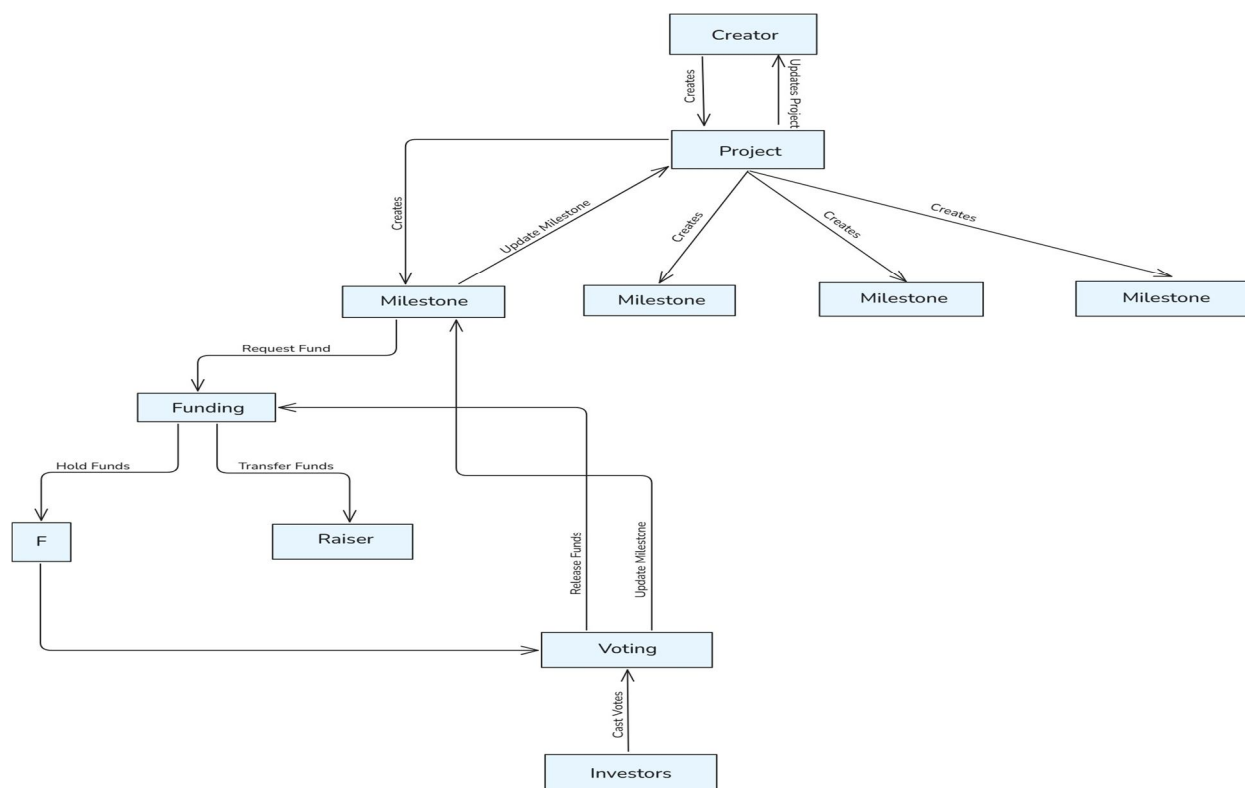 Creator
Creates
Updates Project
Project
Creates
Update Milestone
Creates
Creates
Creates
Milestone
Milestone
Milestone
Milestone
Request Fund
Funding
Hold Funds
Transfer Funds
F
Raiser
Release Funds
Update Milestone
Voting
Cast Votes
Investors